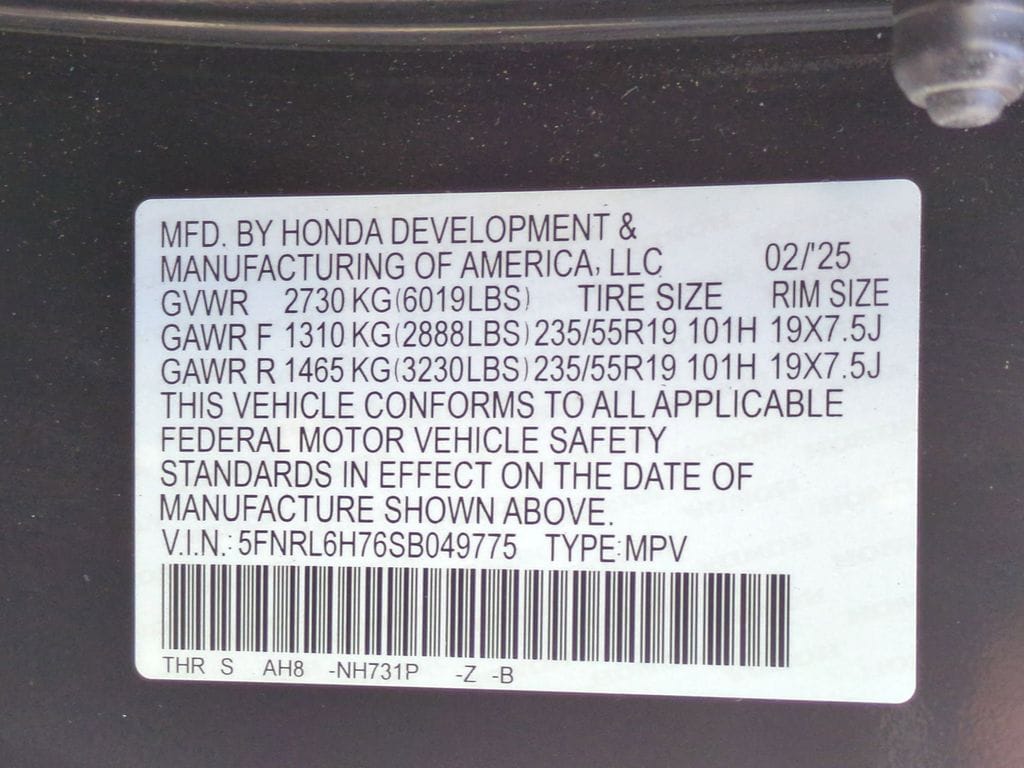 MFD. BY HONDA DEVELOPMENT &
MANUFACTURING OF AMERICA, LLC 02/'25
GVWR 2730 KG(6019LBS) TIRE SIZE RIM SIZE
GAWR F 1310 KG(2888LBS) 235/55R19 101H 19X7.5J
GAWR R 1465 KG(3230LBS) 235/55R19 101H 19X7.5J
THIS VEHICLE CONFORMS TO ALL APPLICABLE
FEDERAL MOTOR VEHICLE SAFETY
STANDARDS IN EFFECT ON THE DATE OF
MANUFACTURE SHOWN ABOVE.
V.I.N.: 5FNRL6H76SB049775 TYPE:MPV
THR S AH8 -NH731P -Z -B